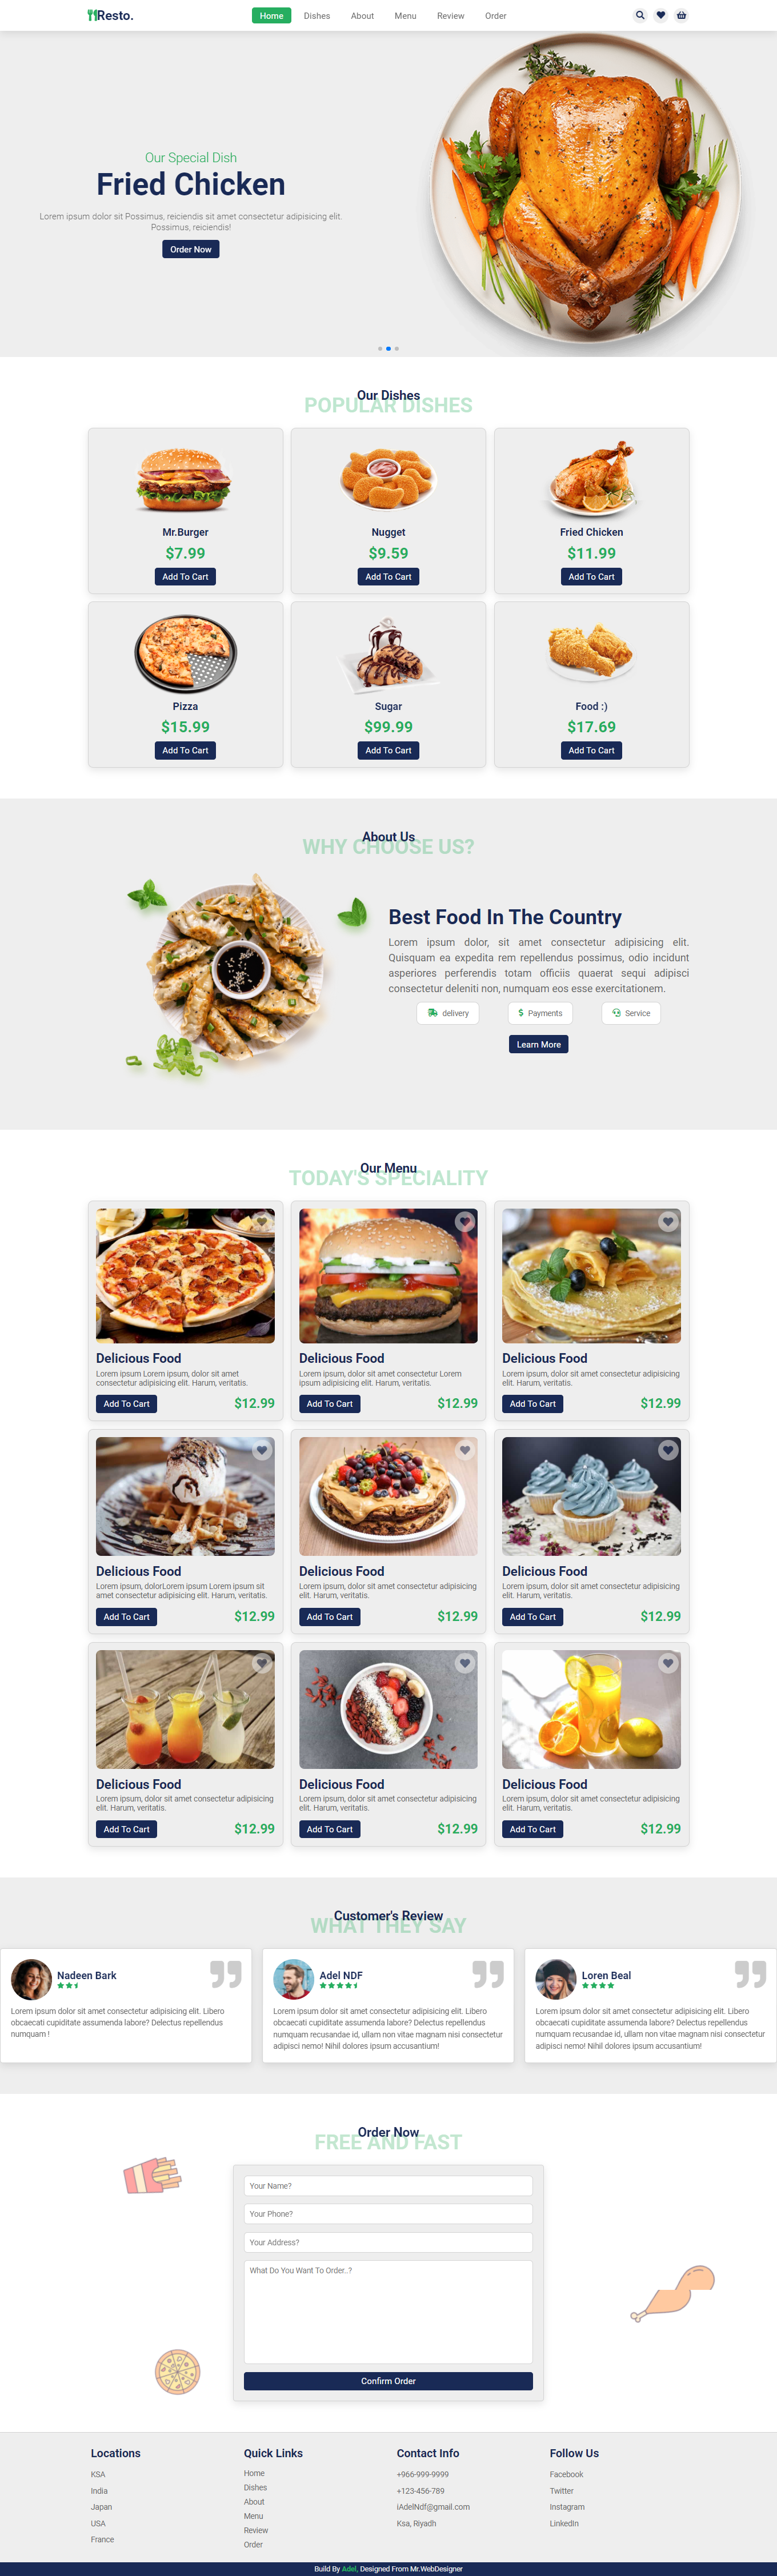 Resto.
Home
Dishes
About
Menu
Review
Order
Our Special Dish
Fried Chicken
Lorem ipsum dolor sit Possimus, reiciendis sit amet consectetur adipisicing elit.
Possimus, reiciendis!
Order Now
Our Dishes
POPULAR DISHES
Mr.Burger
$7.99
Add To Cart
Nugget
$9.59
Add To Cart
Fried Chicken
$11.99
Add To Cart
Pizza
$15.99
Add To Cart
Sugar
$99.99
Add To Cart
Food :)
$17.69
Add To Cart
About Us
WHY CHOOSE US?
Best Food In The Country
Lorem ipsum dolor, sit amet consectetur adipisicing elit.
Quisquam ea expedita rem repellendus possimus, odio incidunt
asperiores perferendis totam officiis quaerat sequi adipisci
consectetur deleniti non, numquam eos esse exercitationem.
delivery
Payments
Service
Learn More
Our Menu
TODAY'S SPECIALITY
Delicious Food
Lorem ipsum Lorem ipsum, dolor sit amet
consectetur adipisicing elit. Harum, veritatis.
Add To Cart
$12.99
Delicious Food
Lorem ipsum, dolor sit amet consectetur Lorem
ipsum adipisicing elit. Harum, veritatis.
Add To Cart
$12.99
Delicious Food
Lorem ipsum, dolor sit amet consectetur adipisicing
elit. Harum, veritatis.
Add To Cart
$12.99
Delicious Food
Lorem ipsum, dolorLorem ipsum Lorem ipsum sit
amet consectetur adipisicing elit. Harum, veritatis.
Add To Cart
$12.99
Delicious Food
Lorem ipsum, dolor sit amet consectetur adipisicing
elit. Harum, veritatis.
Add To Cart
$12.99
Delicious Food
Lorem ipsum, dolor sit amet consectetur adipisicing
elit. Harum, veritatis.
Add To Cart
$12.99
Delicious Food
Lorem ipsum, dolor sit amet consectetur adipisicing
elit. Harum, veritatis.
Add To Cart
$12.99
Delicious Food
Lorem ipsum, dolor sit amet consectetur adipisicing
elit. Harum, veritatis.
Add To Cart
$12.99
Delicious Food
Lorem ipsum, dolor sit amet consectetur adipisicing
elit. Harum, veritatis.
Add To Cart
$12.99
Customer's Review
WHAT THEY SAY
Nadeen Bark
Lorem ipsum dolor sit amet consectetur adipisicing elit. Libero
obcaecati cupiditate assumenda labore? Delectus repellendus
numquam !
Adel NDF
Lorem ipsum dolor sit amet consectetur adipisicing elit. Libero
obcaecati cupiditate assumenda labore? Delectus repellendus
numquam recusandae id, ullam non vitae magnam nisi consectetur
adipisci nemo! Nihil dolores ipsum accusantium!
Loren Beal
Lorem ipsum dolor sit amet consectetur adipisicing elit. Libero
obcaecati cupiditate assumenda labore? Delectus repellendus
numquam recusandae id, ullam non vitae magnam nisi consectetur
adipisci nemo! Nihil dolores ipsum accusantium!
Order Now
FREE AND FAST
Your Name?
Your Phone?
Your Address?
What Do You Want To Order..?
Confirm Order
Locations
KSA
India
Japan
USA
France
Quick Links
Home
Dishes
About
Menu
Review
Order
Contact Info
+966-999-9999
+123-456-789
iAdelNdf@gmail.com
Ksa, Riyadh
Follow Us
Facebook
Twitter
Instagram
Linkedin
Build By Adel, Designed From Mr.WebDesigner